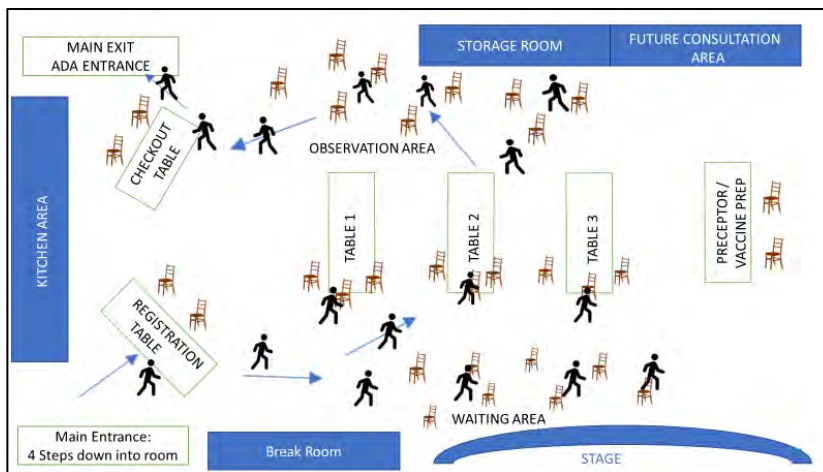 MAIN EXIT
ADA ENTRANCE
STORAGE ROOM
FUTURE CONSULTATION
AREA
KITCHEN AREA
CHECKOUT
TABLE
OBSERVATION AREA
TABLE 1
TABLE 2
TABLE 3
PRECEPTOR /
VACCINE PREP
REGISTRATION
TABLE
WAITING AREA
Main Entrance:
4 Steps down into room
Break Room
STAGE